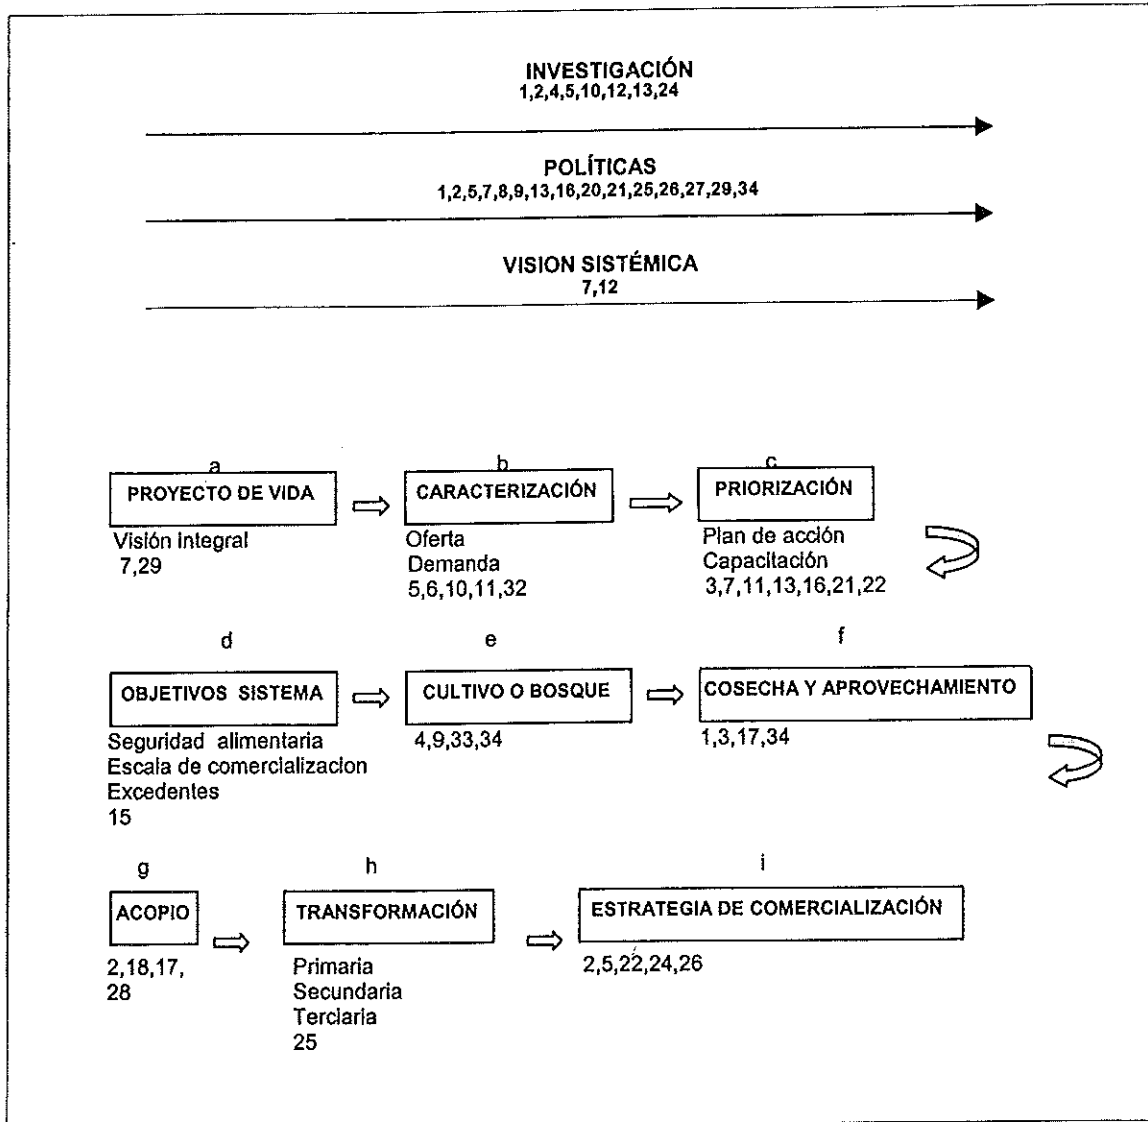 INVESTIGACIÓN
1,2,4,5,10,12,13,24
POLÍTICAS
1,2,5,7,8,9,13,16,20,21,25,26,27,29,34
VISION SISTÉMICA
7,12
a
PROYECTO DE VIDA
Visión integral
7,29
b
CARACTERIZACIÓN
Oferta
Demanda
5,6,10,11,32
c
PRIORIZACIÓN
Plan de acción
Capacitación
3,7,11,13,16,21,22
d
OBJETIVOS SISTEMA
Seguridad alimentaria
Escala de comercializacion
Excedentes
15
e
CULTIVO O BOSQUE
4,9,33,34
f
COSECHA Y APROVECHAMIENTO
1,3,17,34
g
ACOPIO
2,18,17,
28
h
TRANSFORMACIÓN
Primaria
Secundaria
Terciaria
25
i
ESTRATEGIA DE COMERCIALIZACIÓN
2,5,22,24,26